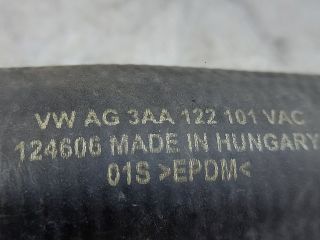 VW AG 3AA 122 101 VAC
124606 MADE IN HUNGARY
01S >EPDM<